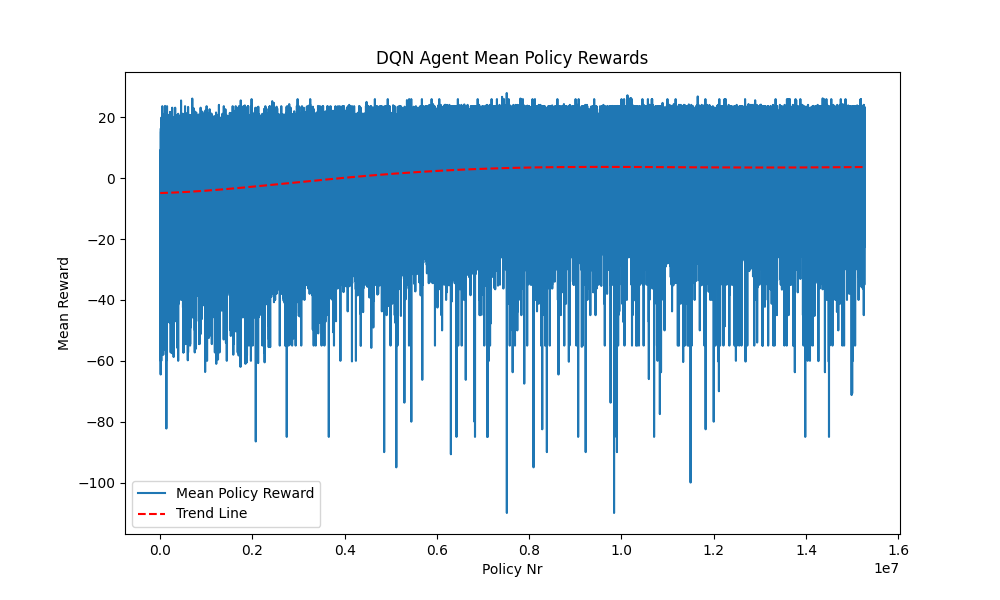 DQN Agent Mean Policy Rewards
20
0
−20
−40
−60
−80
−100
Mean Reward
Mean Policy Reward
Trend Line
0.0 0.2 0.4 0.6 0.8 1.0 1.2 1.4 1.6
1e7
Policy Nr